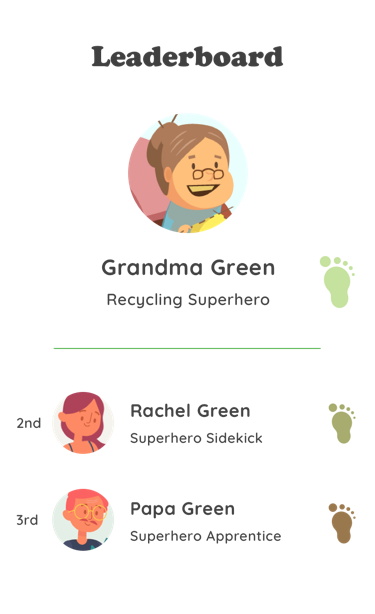 Leaderboard
Grandma Green
Recycling Superhero
2nd
Rachel Green
Superhero Sidekick
3rd
Papa Green
Superhero Apprentice